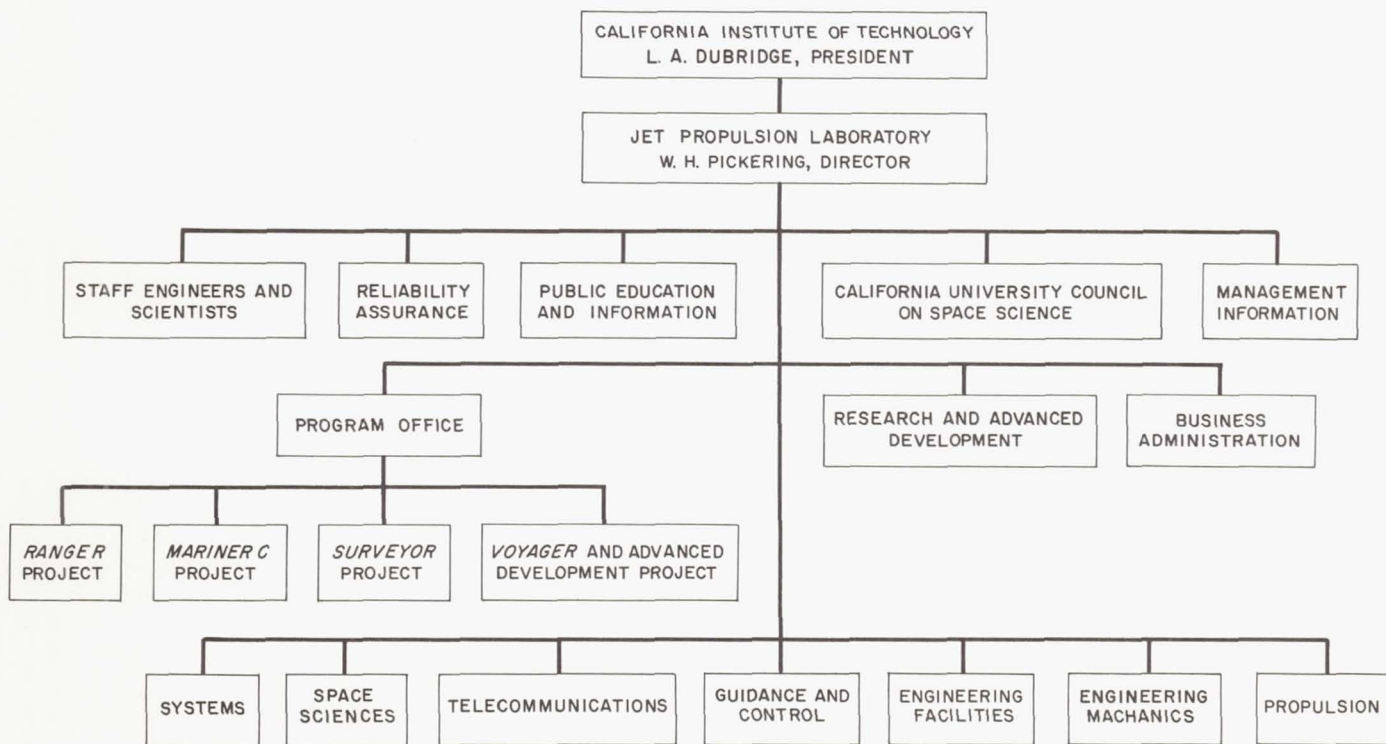 CALIFORNIA INSTITUTE OF TECHNOLOGY
L. A. DUBRIDGE, PRESIDENT
JET PROPULSION LABORATORY
W. H. PICKERING, DIRECTOR
STAFF ENGINEERS AND
SCIENTISTS
RELIABILITY
ASSURANCE
PUBLIC EDUCATION
AND INFORMATION
CALIFORNIA UNIVERSITY COUNCIL
ON SPACE SCIENCE
MANAGEMENT
INFORMATION
PROGRAM OFFICE
RESEARCH AND ADVANCED
DEVELOPMENT
BUSINESS
ADMINISTRATION
RANGER
PROJECT
MARINER C
PROJECT
SURVEYOR
PROJECT
VOYAGER AND ADVANCED
DEVELOPMENT PROJECT
SYSTEMS
SPACE
SCIENCES
TELECOMMUNICATIONS
GUIDANCE AND
CONTROL
ENGINEERING
FACILITIES
ENGINEERING
MACHANICS
PROPULSION